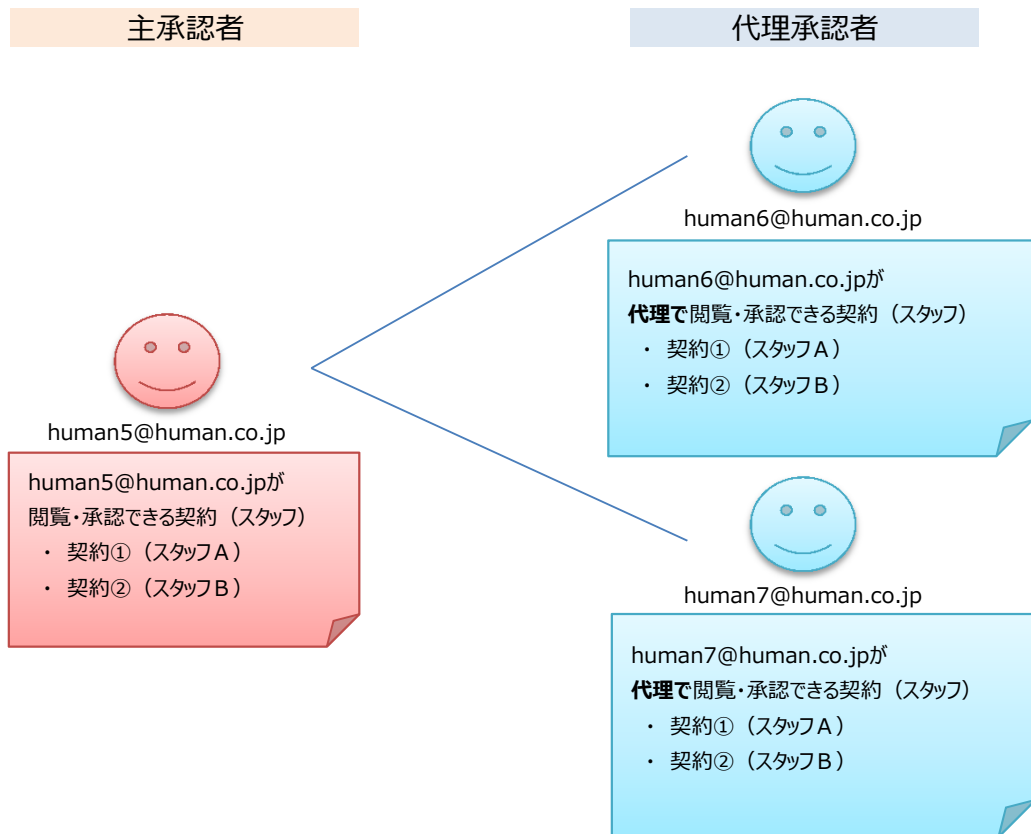 主承認者
代理承認者
human5@human.co.jp
human5@human.co.jpが
閲覧・承認できる契約（スタッフ）
・ 契約①（スタッフA）
・ 契約②（スタッフB）
human6@human.co.jp
human6@human.co.jpが
代理で閲覧・承認できる契約（スタッフ）
・ 契約①（スタッフA）
・ 契約②（スタッフB）
human7@human.co.jp
human7@human.co.jpが
代理で閲覧・承認できる契約（スタッフ）
・ 契約①（スタッフA）
・ 契約②（スタッフB）